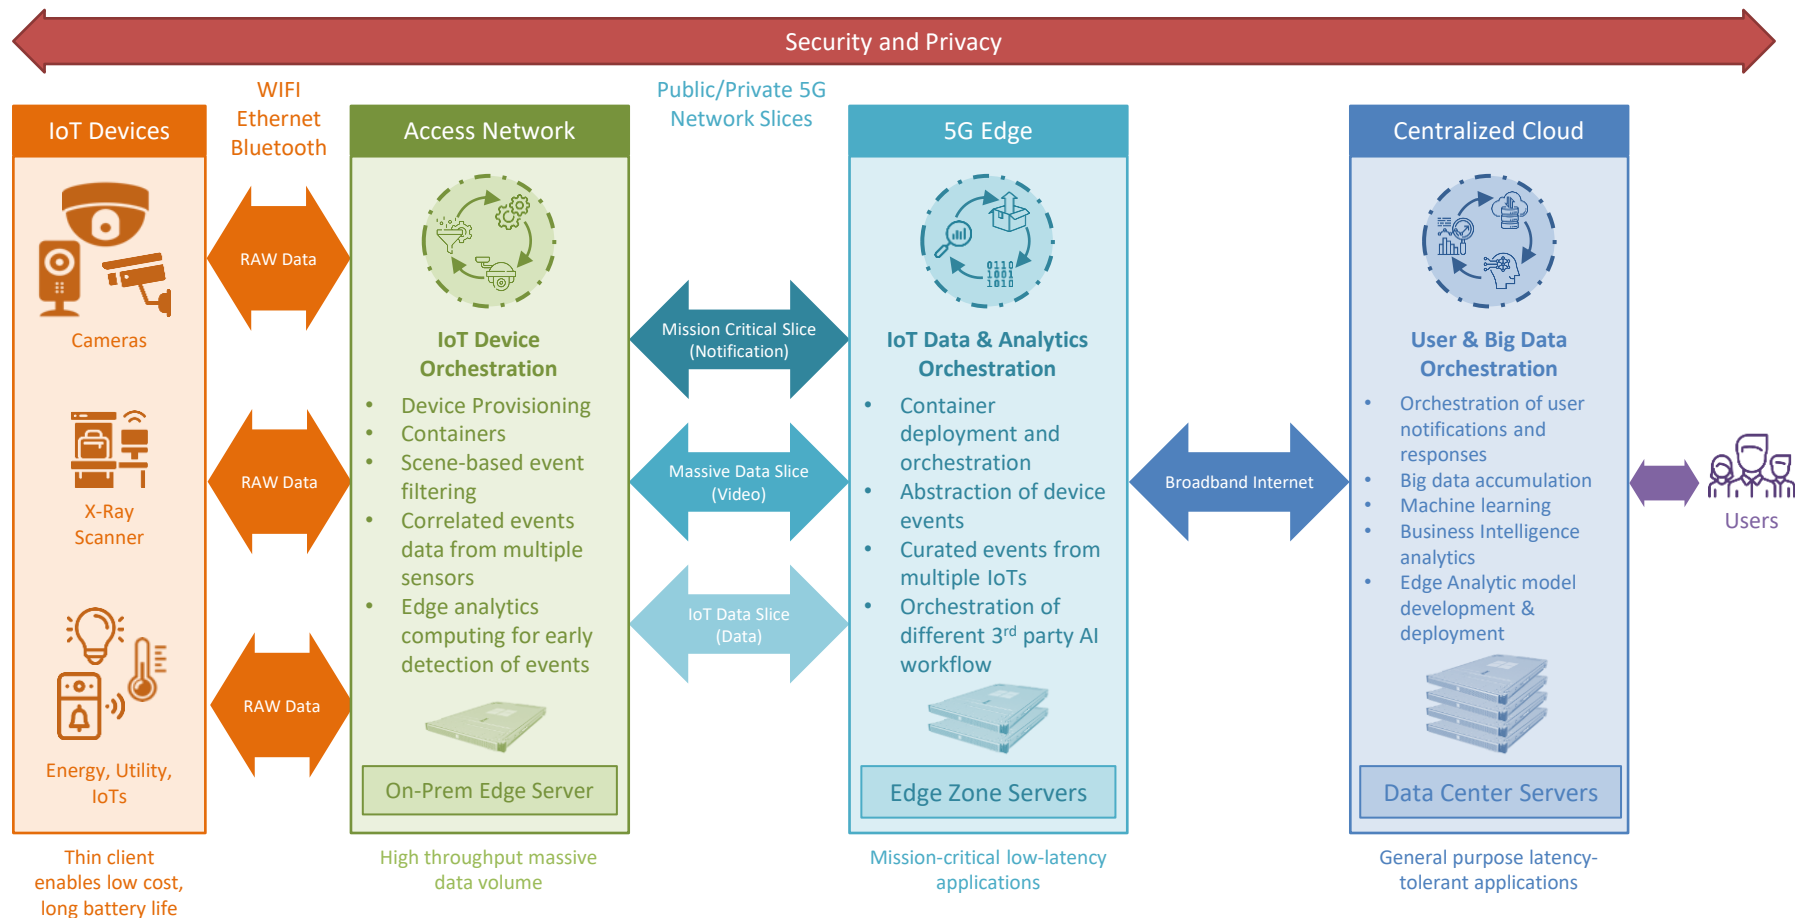 Security and Privacy
WIFI
Ethernet
Bluetooth
Public/Private 5G
Network Slices
IoT Devices
Cameras
X-Ray
Scanner
Energy, Utility,
IoTs
Thin client
enables low cost,
long battery life
RAW Data
RAW Data
RAW Data
Access Network
IoT Device
Orchestration
• Device Provisioning
• Containers
• Scene-based event
filtering
• Correlated events
data from multiple
sensors
• Edge analytics
computing for early
detection of events
On-Prem Edge Server
High throughput massive
data volume
Mission Critical Slice
(Notification)
Massive Data Slice
(Video)
IoT Data Slice
(Data)
5G Edge
0110
1001
1010
IoT Data & Analytics
Orchestration
• Container
deployment and
orchestration
• Abstraction of device
events
• Curated events from
multiple IoTs
• Orchestration of
different 3rd party AI
workflow
Edge Zone Servers
Mission-critical low-latency
applications
Broadband Internet
Centralized Cloud
User & Big Data
Orchestration
• Orchestration of user
notifications and
responses
• Big data accumulation
• Machine learning
• Business Intelligence
analytics
• Edge Analytic model
development &
deployment
Data Center Servers
General purpose latency-
tolerant applications
Users